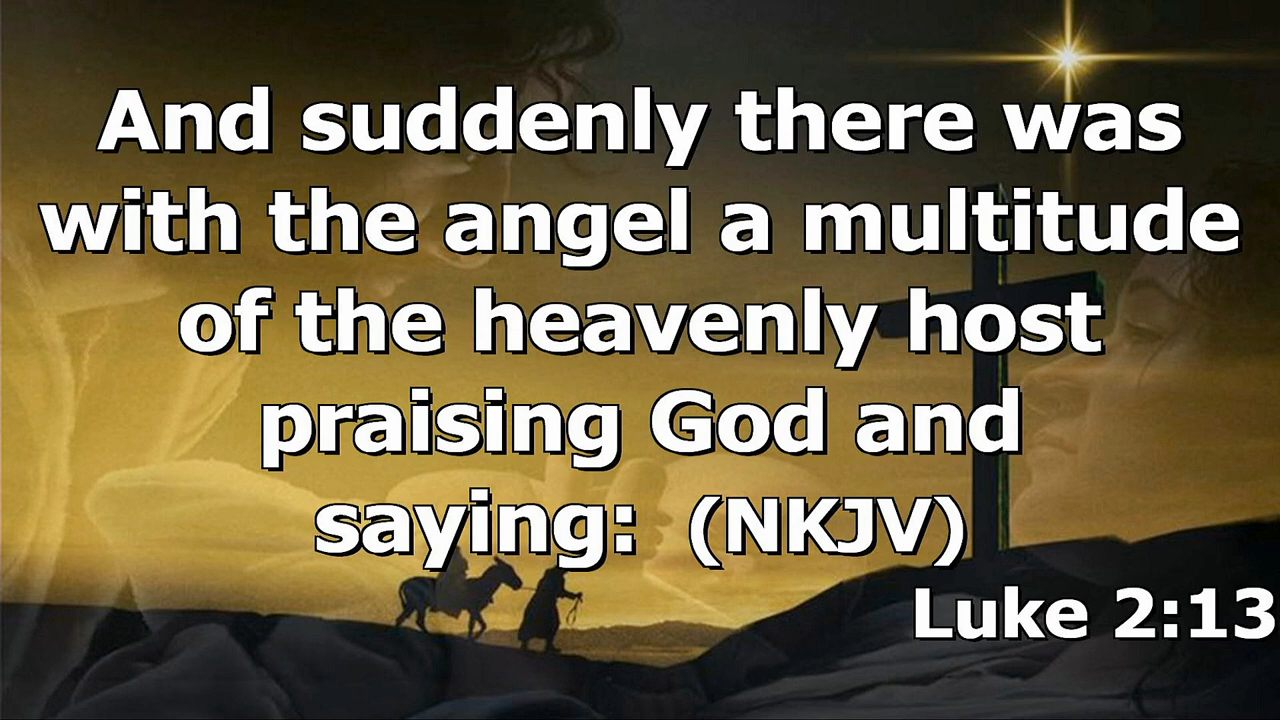 And suddenly there was
with the angel a multitude
of the heavenly host
praising God and
saying:  (NKJV)
Luke 2:13